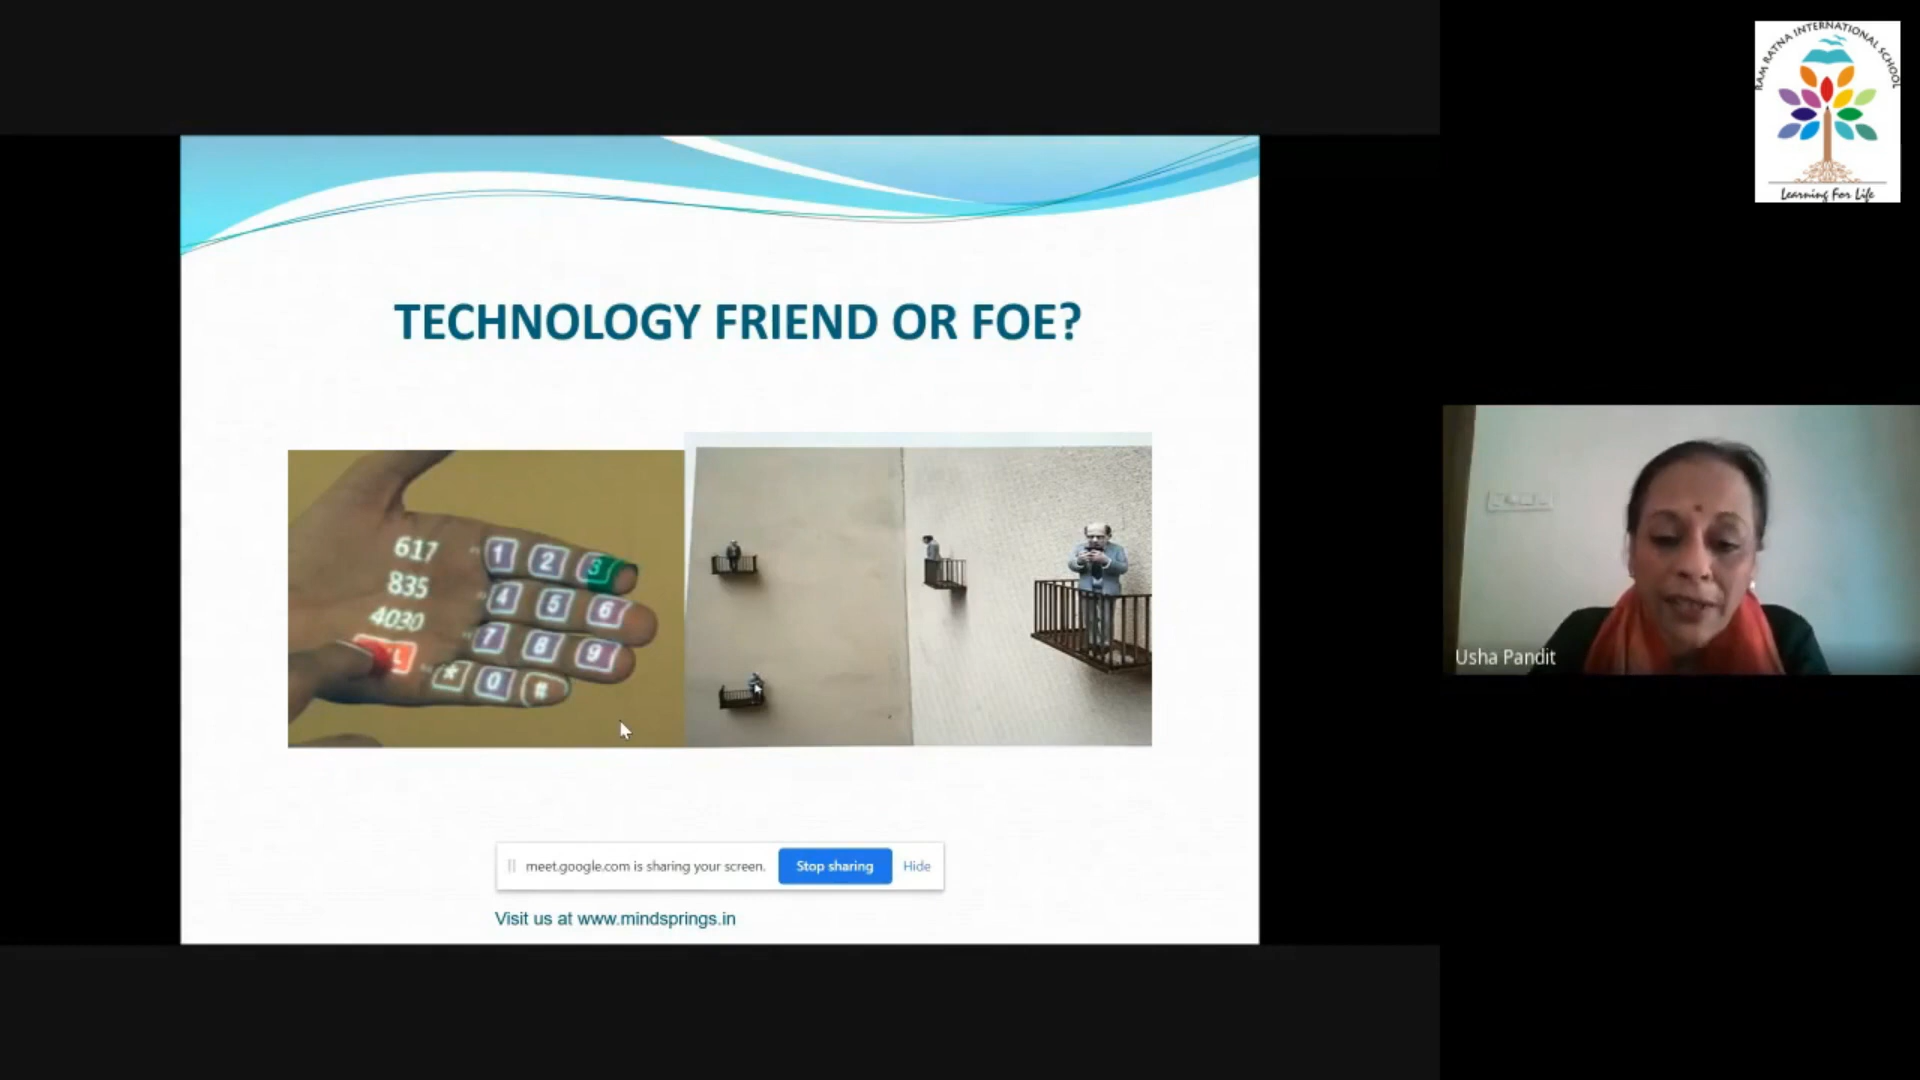 RAM RATNA INTERNATIONAL SCHOOL
Learning For Life
TECHNOLOGY FRIEND OR FOE?
617
835
4030
1 2 3
4 5 6
7 8 9
* 0 #
Usha Pandit
meet.google.com is sharing your screen. Stop sharing Hide
Visit us at www.mindsprings.in